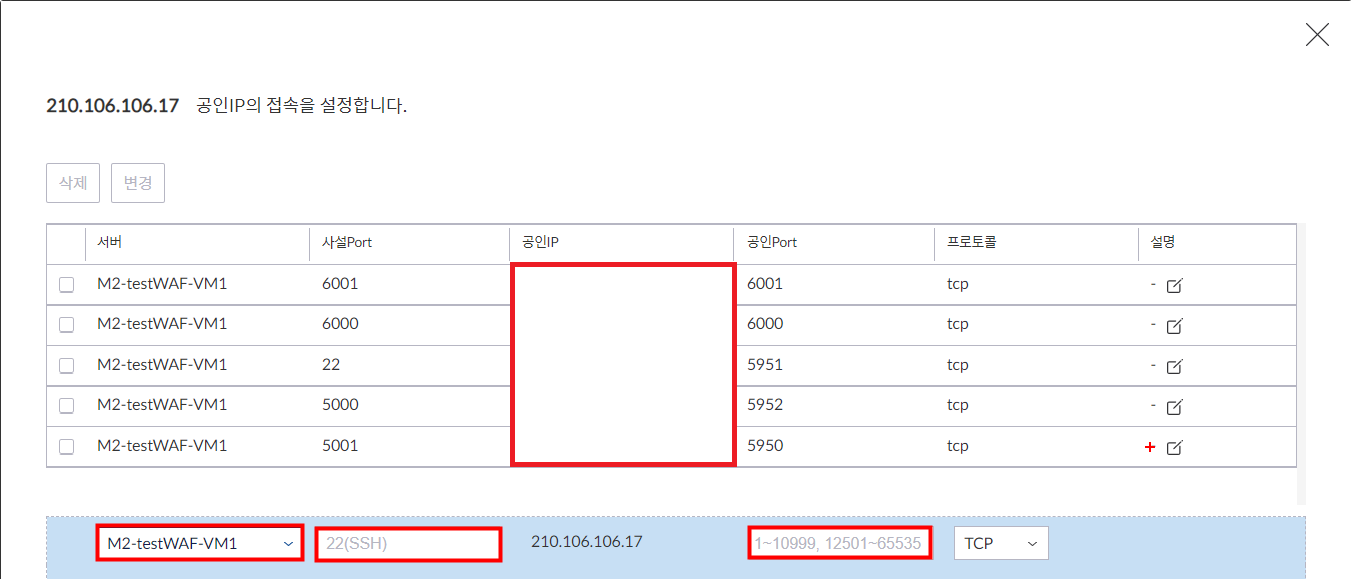 210.106.106.17 공인IP의 접속을 설정합니다.
삭제 변경
서버 사설Port 공인IP 공인Port 프로토콜 설명
M2-testWAF-VM1 6001 6001 tcp -
M2-testWAF-VM1 6000 6000 tcp -
M2-testWAF-VM1 22 5951 tcp -
M2-testWAF-VM1 5000 5952 tcp -
M2-testWAF-VM1 5001 5950 tcp +
M2-testWAF-VM1 22(SSH) 210.106.106.17 1~10999, 12501~65535 TCP